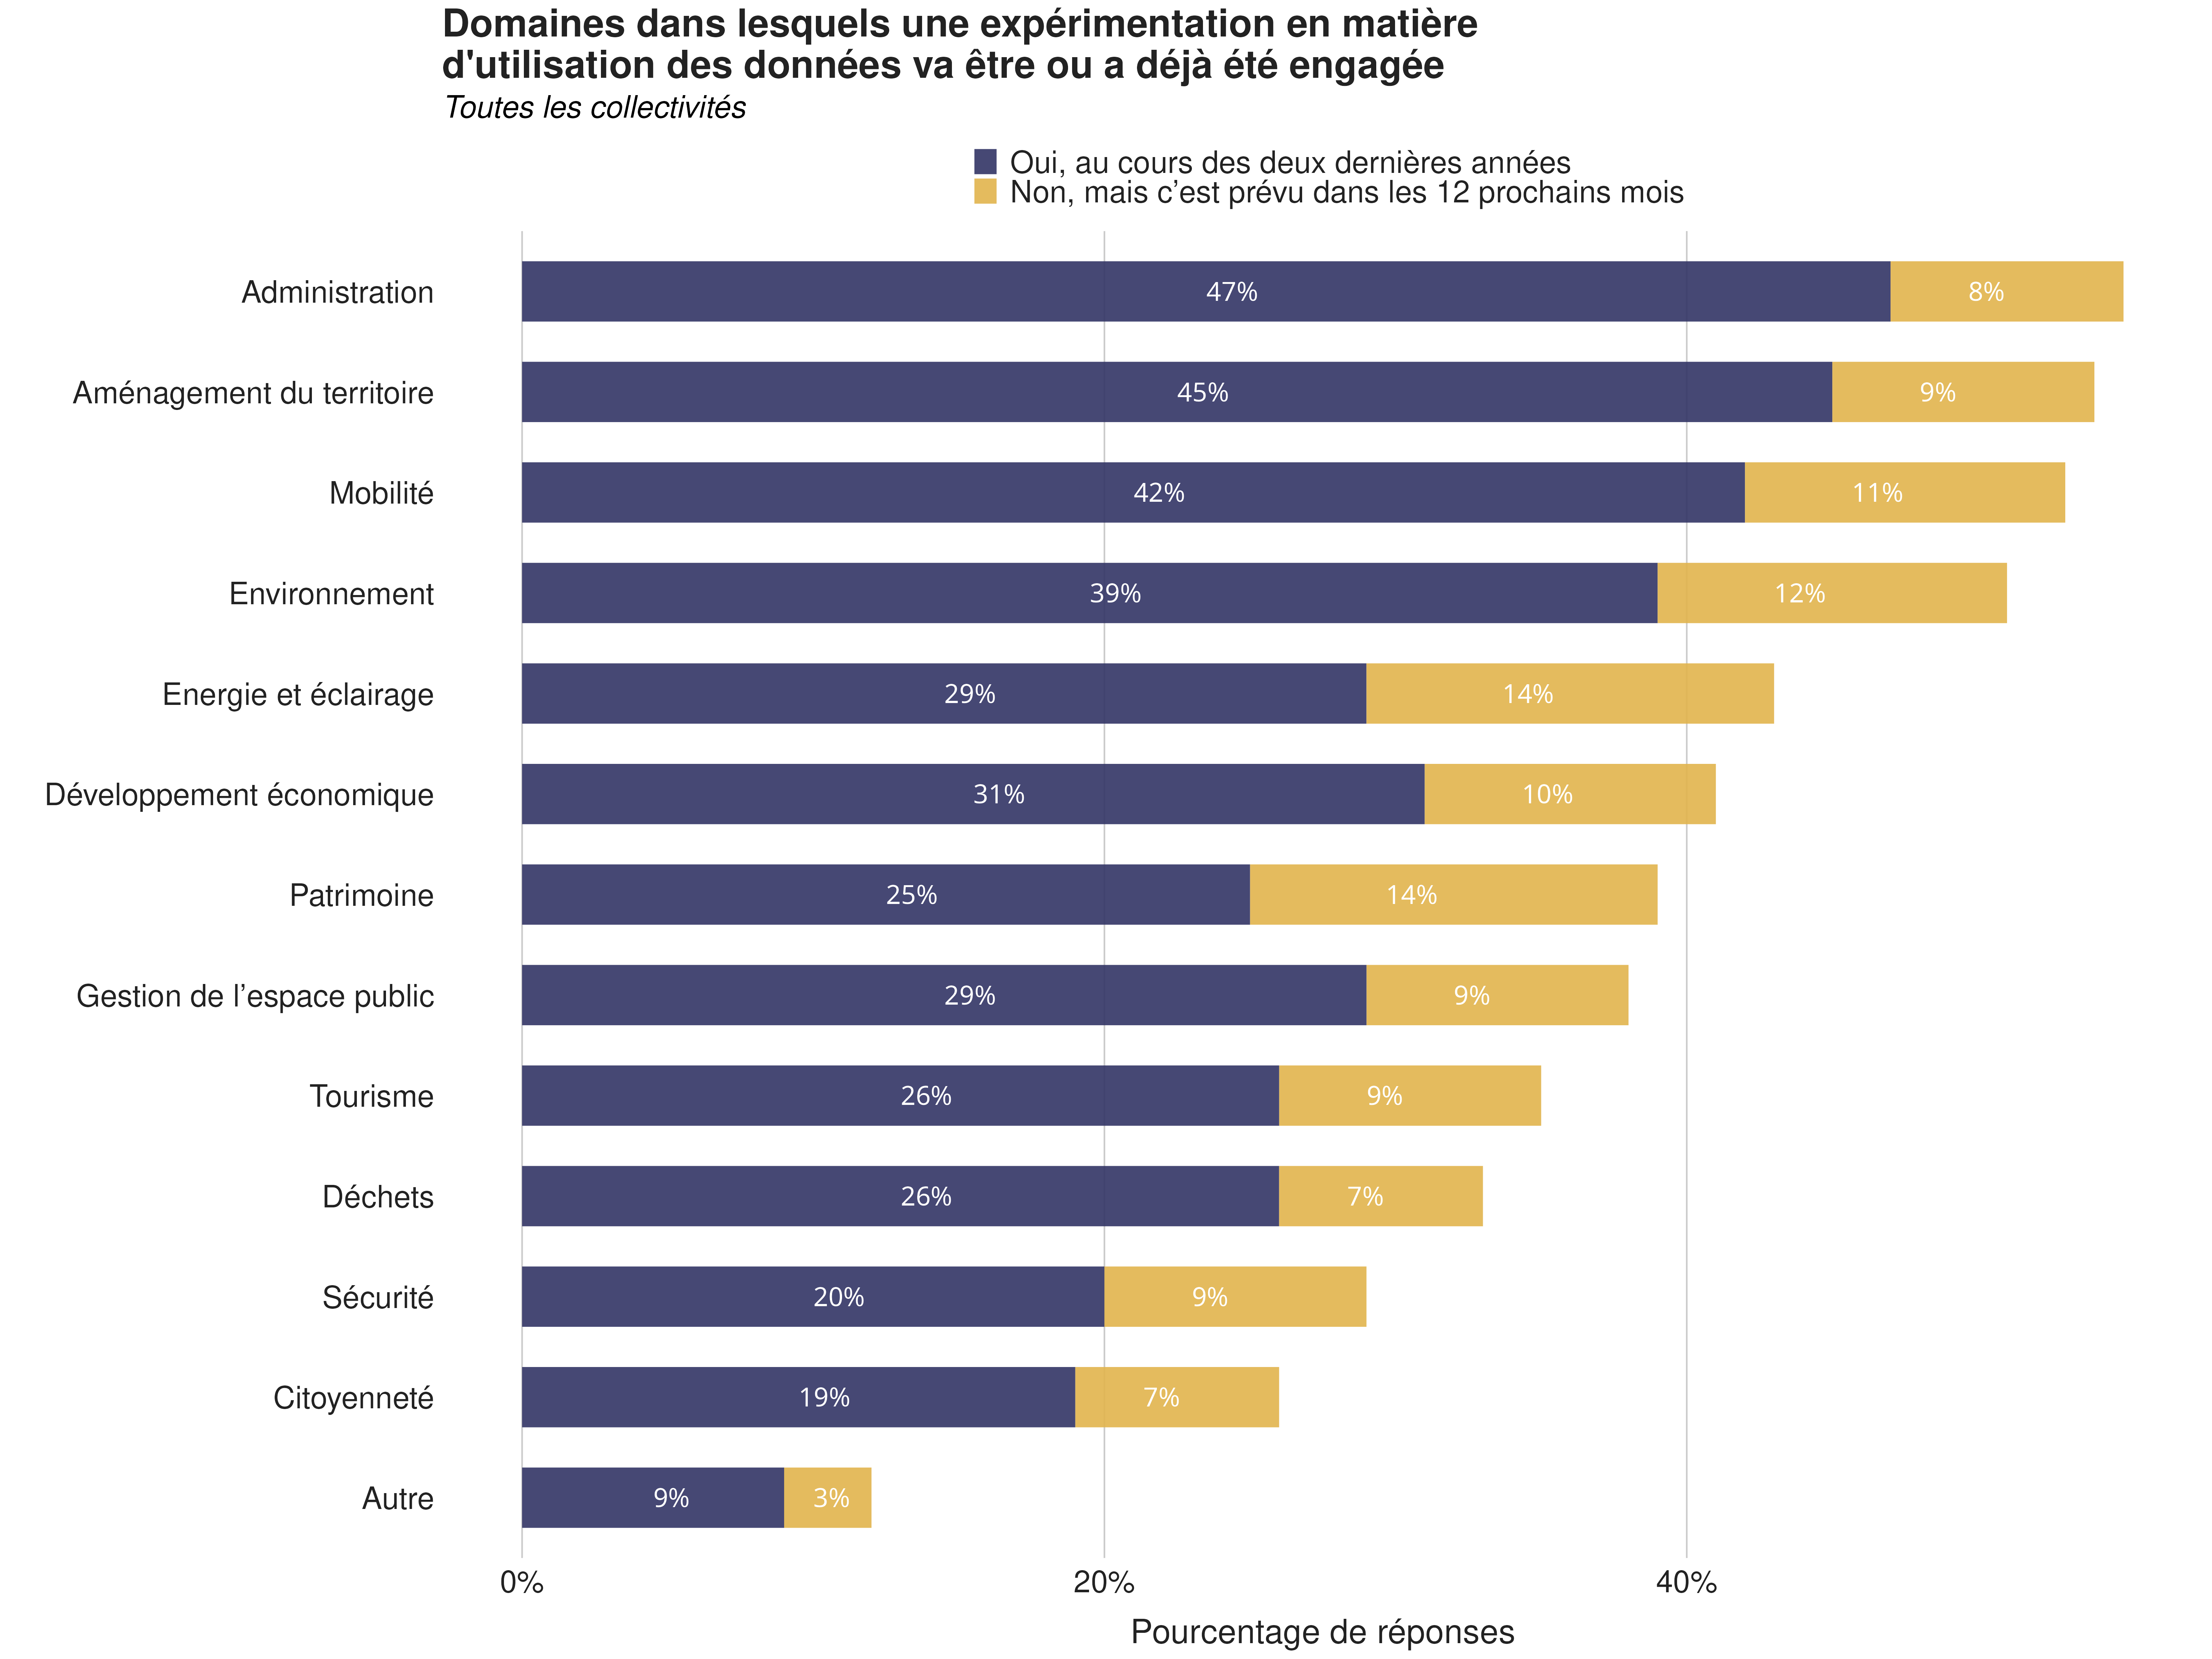 Domaines dans lesquels une expérimentation en matière
d'utilisation des données va être ou a déjà été engagée
Toutes les collectivités
Oui, au cours des deux dernières années
Non, mais c’est prévu dans les 12 prochains mois
Administration 47% 8%
Aménagement du territoire 45% 9%
Mobilité 42% 11%
Environnement 39% 12%
Energie et éclairage 29% 14%
Développement économique 31% 10%
Patrimoine 25% 14%
Gestion de l’espace public 29% 9%
Tourisme 26% 9%
Déchets 26% 7%
Sécurité 20% 9%
Citoyenneté 19% 7%
Autre 9% 3%
0% 20% 40%
Pourcentage de réponses